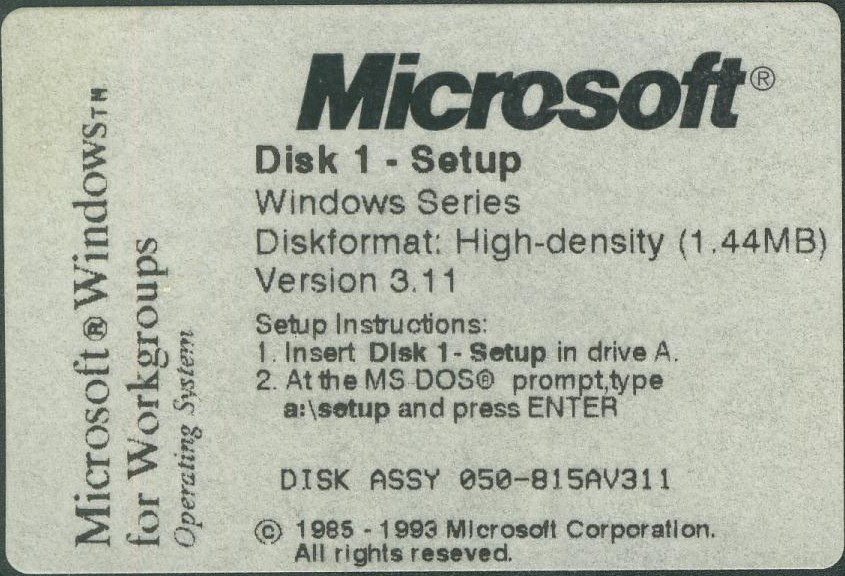 Microsoft®
Disk 1 - Setup
Windows Series
Diskformat: High-density (1.44MB)
Version 3.11
Setup Instructions:
1. Insert Disk 1 - Setup in drive A.
2. At the MS DOS® prompt,type
a:\setup and press ENTER
DISK ASSY 050-815AV311
© 1985 - 1993 Microsoft Corporation.
All rights reseved.
Microsoft ® Windows™
for Workgroups
Operating System